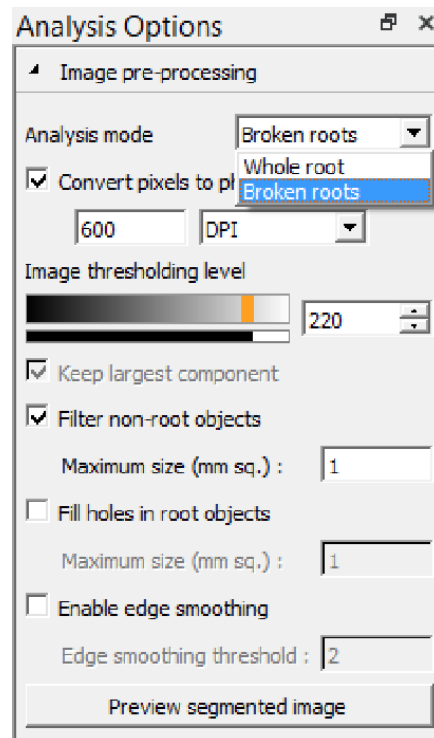 Analysis Options
Image pre-processing
Analysis mode Broken roots
Whole root
Convert pixels to ph
Broken roots
600 DPI
Image thresholding level
220
Keep largest component
Filter non-root objects
Maximum size (mm sq.) : 1
Fill holes in root objects
Maximum size (mm sq.) : 1
Enable edge smoothing
Edge smoothing threshold : 2
Preview segmented image